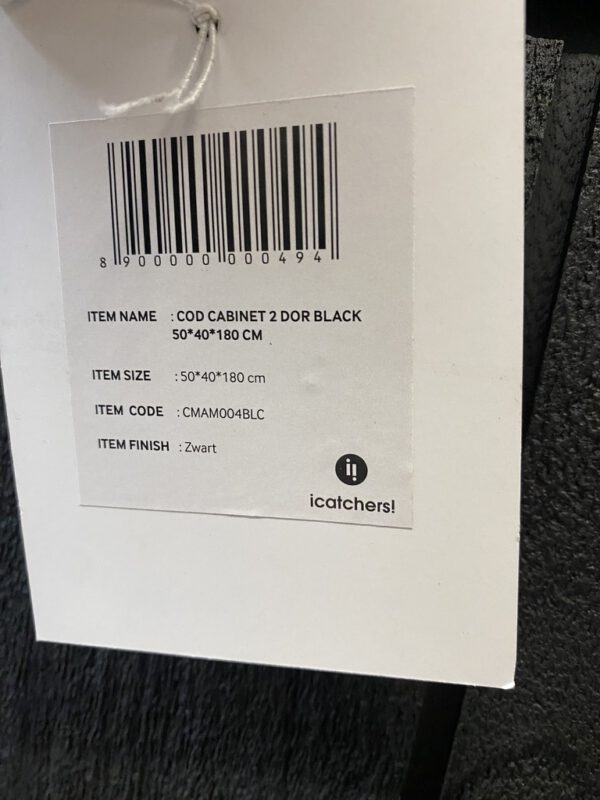 8 900000 000494
ITEM NAME : COD CABINET 2 DOR BLACK
50*40*180 CM
ITEM SIZE : 50*40*180 cm
ITEM CODE : CMAM004BLC
ITEM FINISH : Zwart
icatchers!